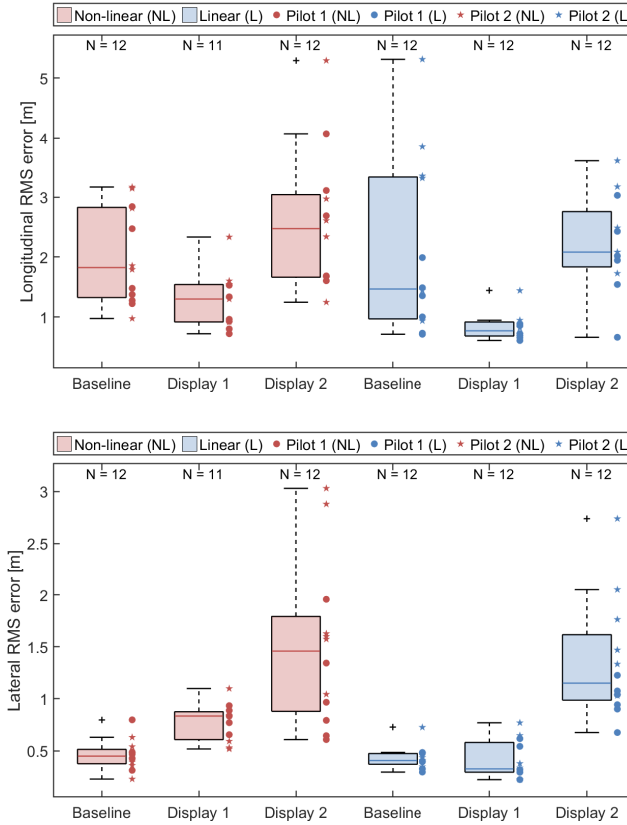 Non-linear (NL) Linear (L) Pilot 1 (NL) Pilot 1 (L) Pilot 2 (NL) Pilot 2 (L
N = 12 N = 11 N = 12 N = 12 N = 12 N = 12
Longitudinal RMS error [m]
5
4
3
2
1
Baseline Display 1 Display 2 Baseline Display 1 Display 2
Non-linear (NL) Linear (L) Pilot 1 (NL) Pilot 1 (L) Pilot 2 (NL) Pilot 2 (L
N = 12 N = 11 N = 12 N = 12 N = 12 N = 12
Lateral RMS error [m]
3
2.5
2
1.5
1
0.5
Baseline Display 1 Display 2 Baseline Display 1 Display 2